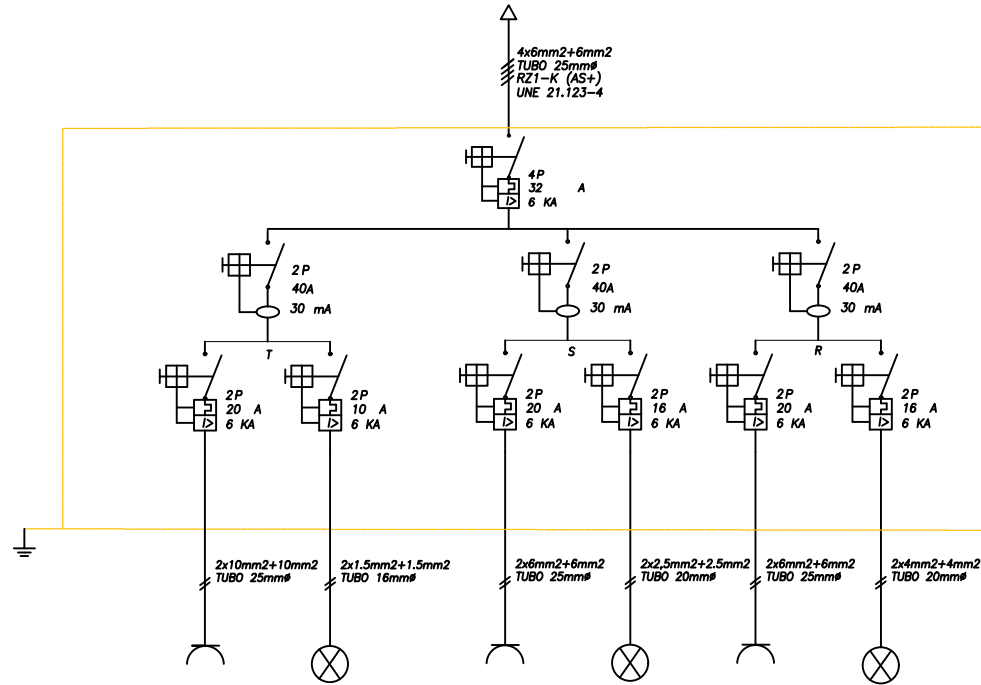 4x6mm2+6mm2
TUBO 25mmø
RZ1-K (AS+)
UNE 21.123-4
4P
32 A
I> 6 KA
2P
40A
30 mA
2P
40A
30 mA
2P
40A
30 mA
T
S
R
2P
20 A
I> 6 KA
2P
10 A
I> 6 KA
2P
20 A
I> 6 KA
2P
16 A
I> 6 KA
2P
20 A
I> 6 KA
2P
16 A
I> 6 KA
2x10mm2+10mm2
TUBO 25mmø
2x1.5mm2+1.5mm2
TUBO 16mmø
2x6mm2+6mm2
TUBO 25mmø
2x2,5mm2+2.5mm2
TUBO 20mmø
2x6mm2+6mm2
TUBO 25mmø
2x4mm2+4mm2
TUBO 20mmø